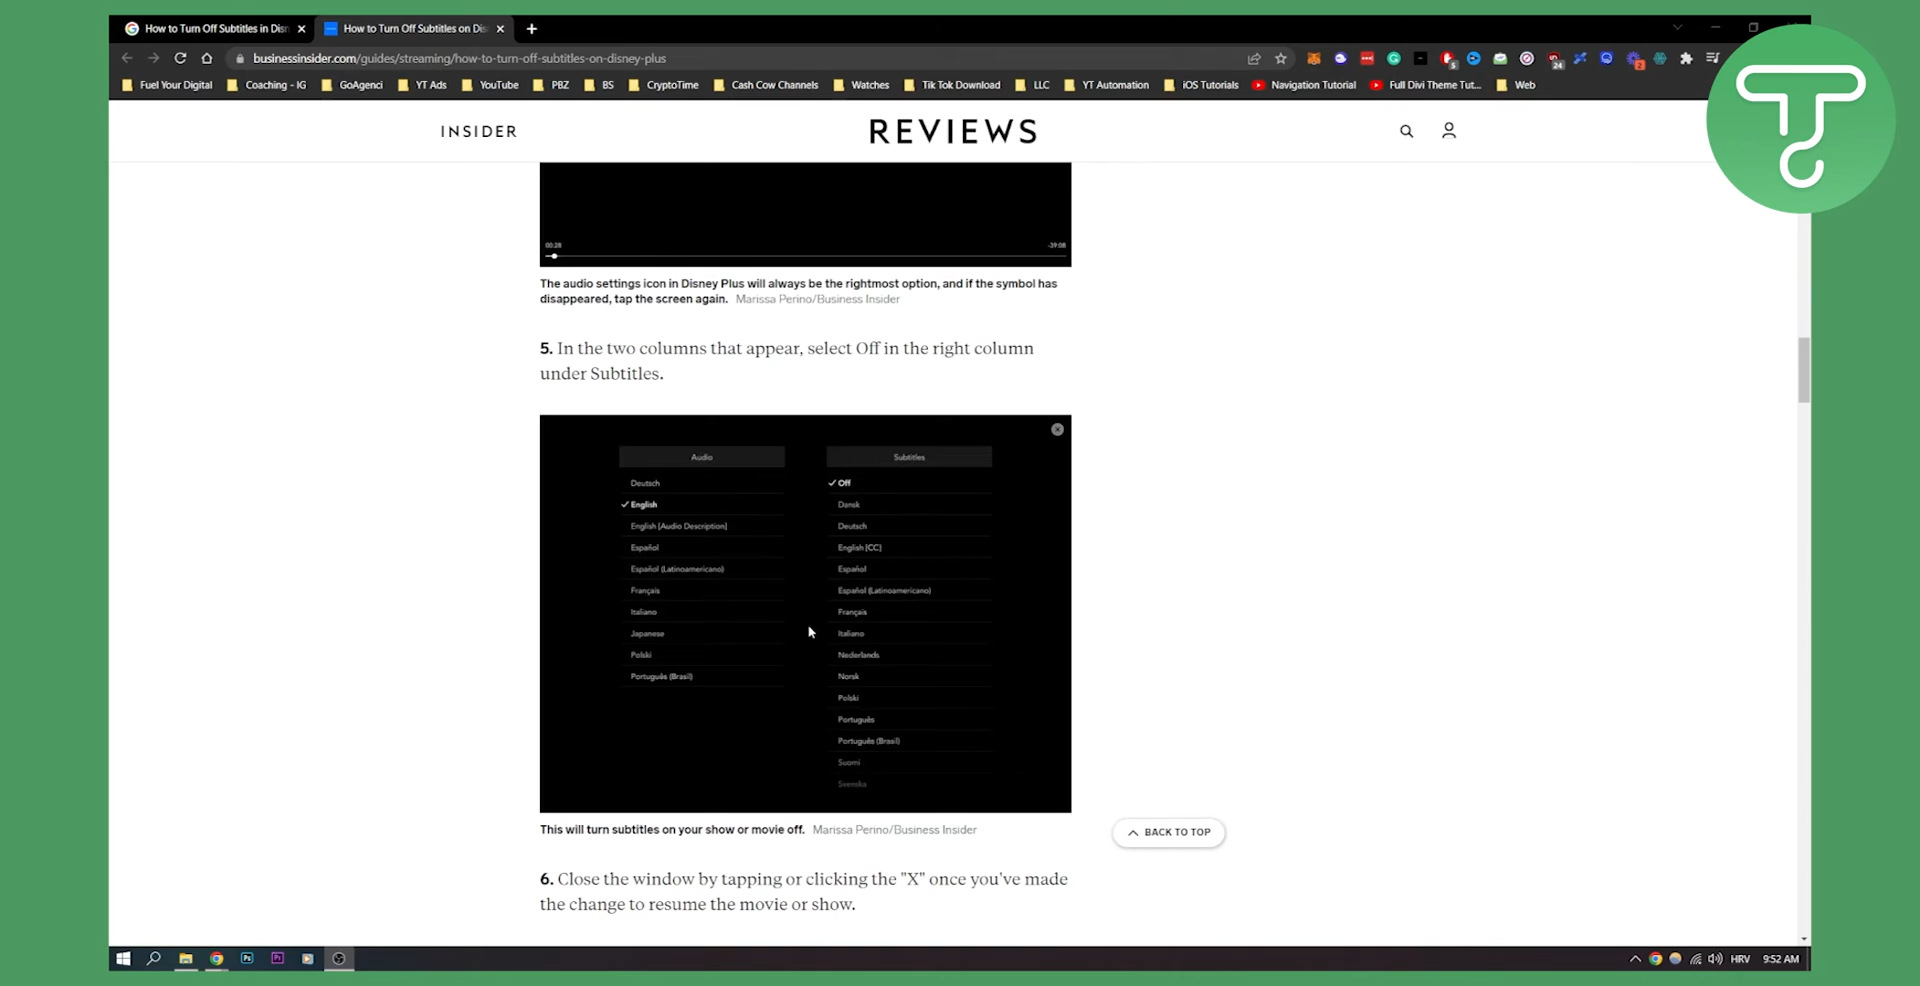 How to Turn Off Subtitles in Disn
How to Turn Off Subtitles on Dis
businessinsider.com/guides/streaming/how-to-turn-off-subtitles-on-disney-plus
Fuel Your Digital
Coaching - IG
GoAgenci
YT Ads
YouTube
PBZ
BS
CryptoTime
Cash Cow Channels
Watches
Tik Tok Download
LLC
YT Automation
iOS Tutorials
Navigation Tutorial
Full Divi Theme Tut...
Web
INSIDER
REVIEWS
00:28
-39:08
The audio settings icon in Disney Plus will always be the rightmost option, and if the symbol has
disappeared, tap the screen again. Marissa Perino/Business Insider
5. In the two columns that appear, select Off in the right column
under Subtitles.
Audio
Deutsch
English
English [Audio Description]
Español
Español (Latinoamericano)
Français
Italiano
Japanese
Polski
Português (Brasil)
Subtitles
Off
Dansk
Deutsch
English [CC]
Español
Español (Latinoamericano)
Français
Italiano
Nederlands
Norsk
Polski
Português
Português (Brasil)
Suomi
Svenska
This will turn subtitles on your show or movie off. Marissa Perino/Business Insider
BACK TO TOP
6. Close the window by tapping or clicking the "X" once you've made
the change to resume the movie or show.
HRV
9:52 AM